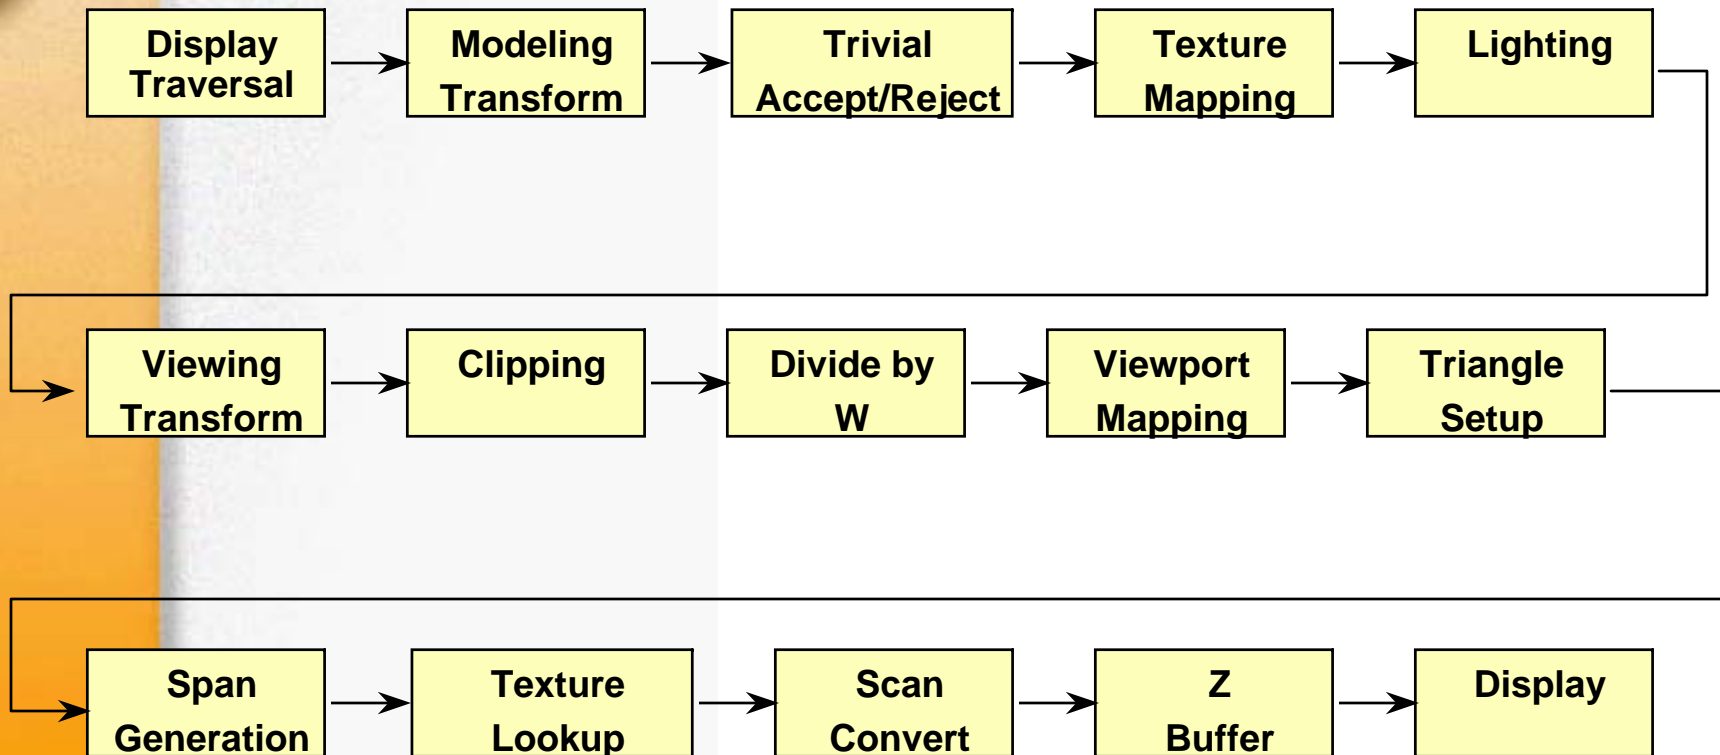 Display
Traversal
Modeling
Transform
Trivial
Accept/Reject
Texture
Mapping
Lighting
Viewing
Transform
Clipping
Divide by
W
Viewport
Mapping
Triangle
Setup
Span
Generation
Texture
Lookup
Scan
Convert
Z
Buffer
Display